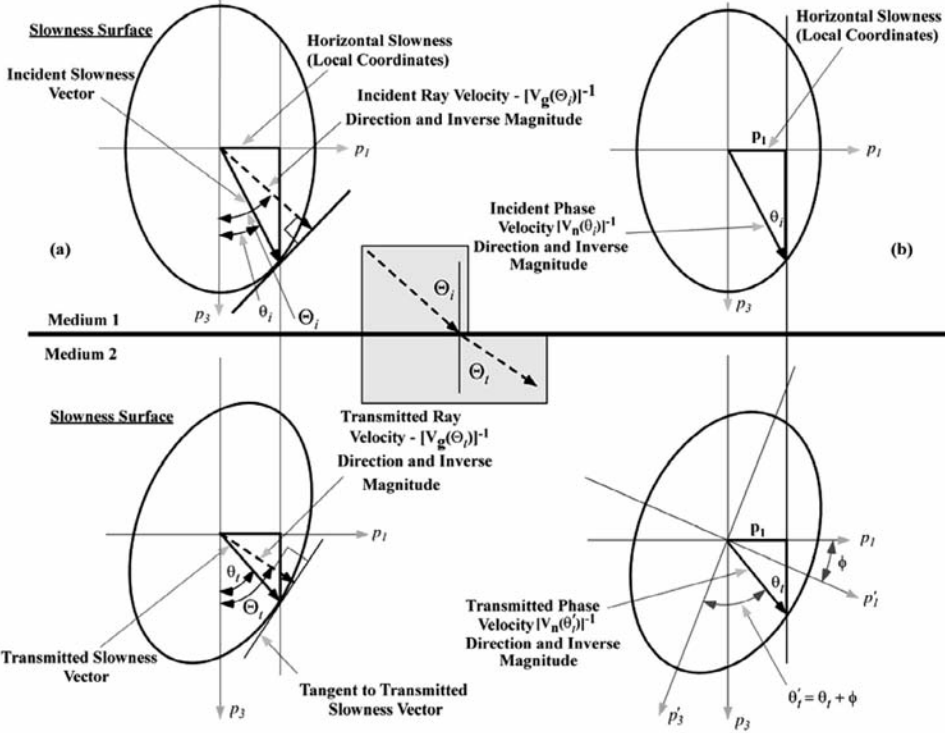 Slowness Surface
Incident Slowness
Vector
Horizontal Slowness
(Local Coordinates)
Incident Ray Velocity - [Vg(Θi)]-1
Direction and Inverse
Magnitude
p1
(a)
p3
θi
Θi
Medium 1
Horizontal Slowness
(Local Coordinates)
p1
p1
Incident Phase
Velocity [Vn(θi)]-1
Direction and Inverse
Magnitude
θi
(b)
p3
Θi
Θt
Medium 2
Slowness Surface
Transmitted Ray
Velocity - [Vg(Θt)]-1
Direction and Inverse
Magnitude
p1
θt
Θt
Transmitted Slowness
Vector
Tangent to Transmitted
Slowness Vector
p3
p1
p1
ϕ
θt
p'1
Transmitted Phase
Velocity [Vn(θ't)]-1
Direction and Inverse
Magnitude
θ't = θt + ϕ
p'3
p3